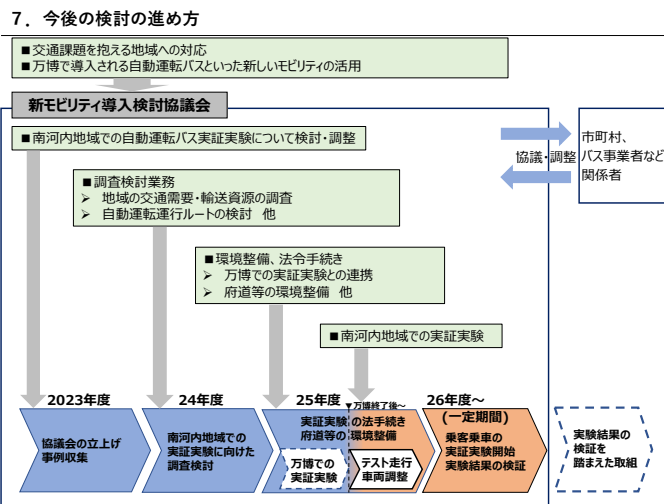 7．今後の検討の進め方
■交通課題を抱える地域への対応
■万博で導入される自動運転バスといった新しいモビリティの活用
新モビリティ導入検討協議会
■南河内地域での自動運転バス実証実験について検討・調整
協議・調整
市町村、
バス事業者など
関係者
■調査検討業務
➢ 地域の交通需要・輸送資源の調査
➢ 自動運転運行ルートの検討 他
■環境整備、法令手続き
➢ 万博での実証実験との連携
➢ 府道等の環境整備 他
■南河内地域での実証実験
2023年度
24年度
25年度
▼万博終了後～
26年度～
(一定期間)
協議会の立上げ
事例収集
南河内地域での
実証実験に向けた
調査検討
実証実験の法手続き
府道等の環境整備
万博での
実証実験
テスト走行
車両調整
乗客乗車の
実証実験開始
実験結果の検証
実験結果の
検証を
踏まえた取組